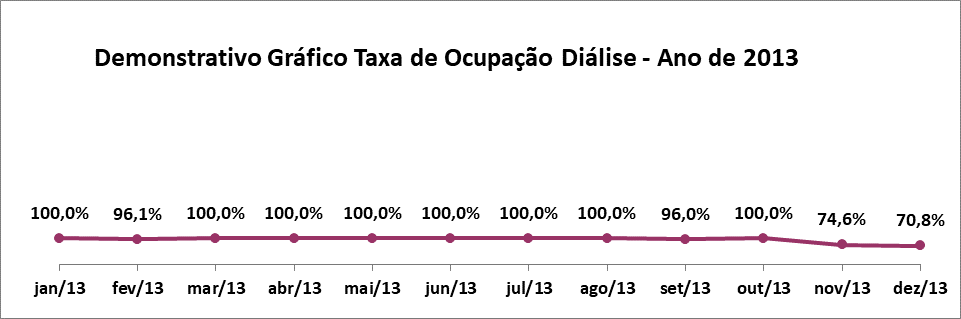 Demonstrativo Gráfico Taxa de Ocupação Diálise - Ano de 2013
100,0% 96,1% 100,0% 100,0% 100,0% 100,0% 100,0% 100,0% 96,0% 100,0% 74,6% 70,8%
jan/13 fev/13 mar/13 abr/13 mai/13 jun/13 jul/13 ago/13 set/13 out/13 nov/13 dez/13